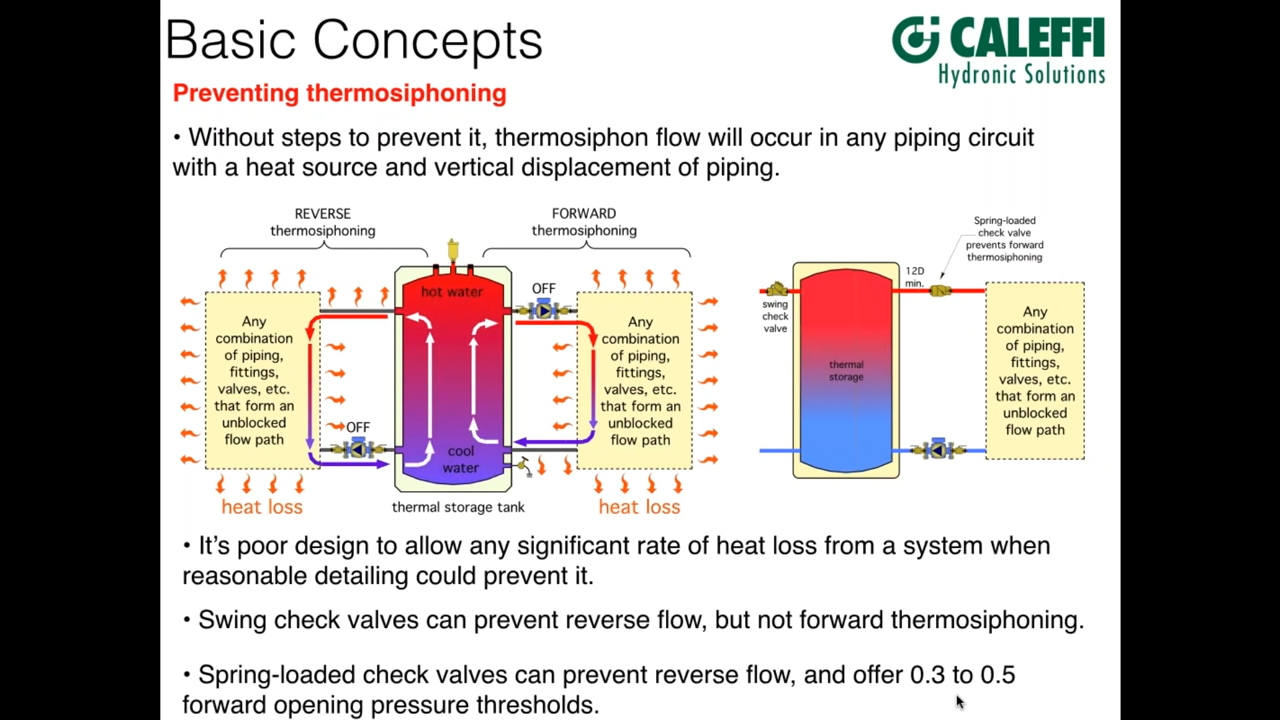 Basic Concepts
CALEFFI
Hydronic Solutions
Preventing thermosiphoning
• Without steps to prevent it, thermosiphon flow will occur in any piping circuit
with a heat source and vertical displacement of piping.
REVERSE
thermosiphoning
FORWARD
thermosiphoning
OFF
hot water
Any
combination
of piping,
fittings,
valves, etc.
that form an
unblocked
flow path
OFF
cool
water
Any
combination
of piping,
fittings,
valves, etc.
that form an
unblocked
flow path
heat loss
thermal storage tank
heat loss
Spring-loaded
check valve
prevents forward
thermosiphoning
12D
min.
swing
check
valve
thermal
storage
Any
combination
of piping,
fittings,
valves, etc.
that form an
unblocked
flow path
• It's poor design to allow any significant rate of heat loss from a system when
reasonable detailing could prevent it.
• Swing check valves can prevent reverse flow, but not forward thermosiphoning.
• Spring-loaded check valves can prevent reverse flow, and offer 0.3 to 0.5
forward opening pressure thresholds.